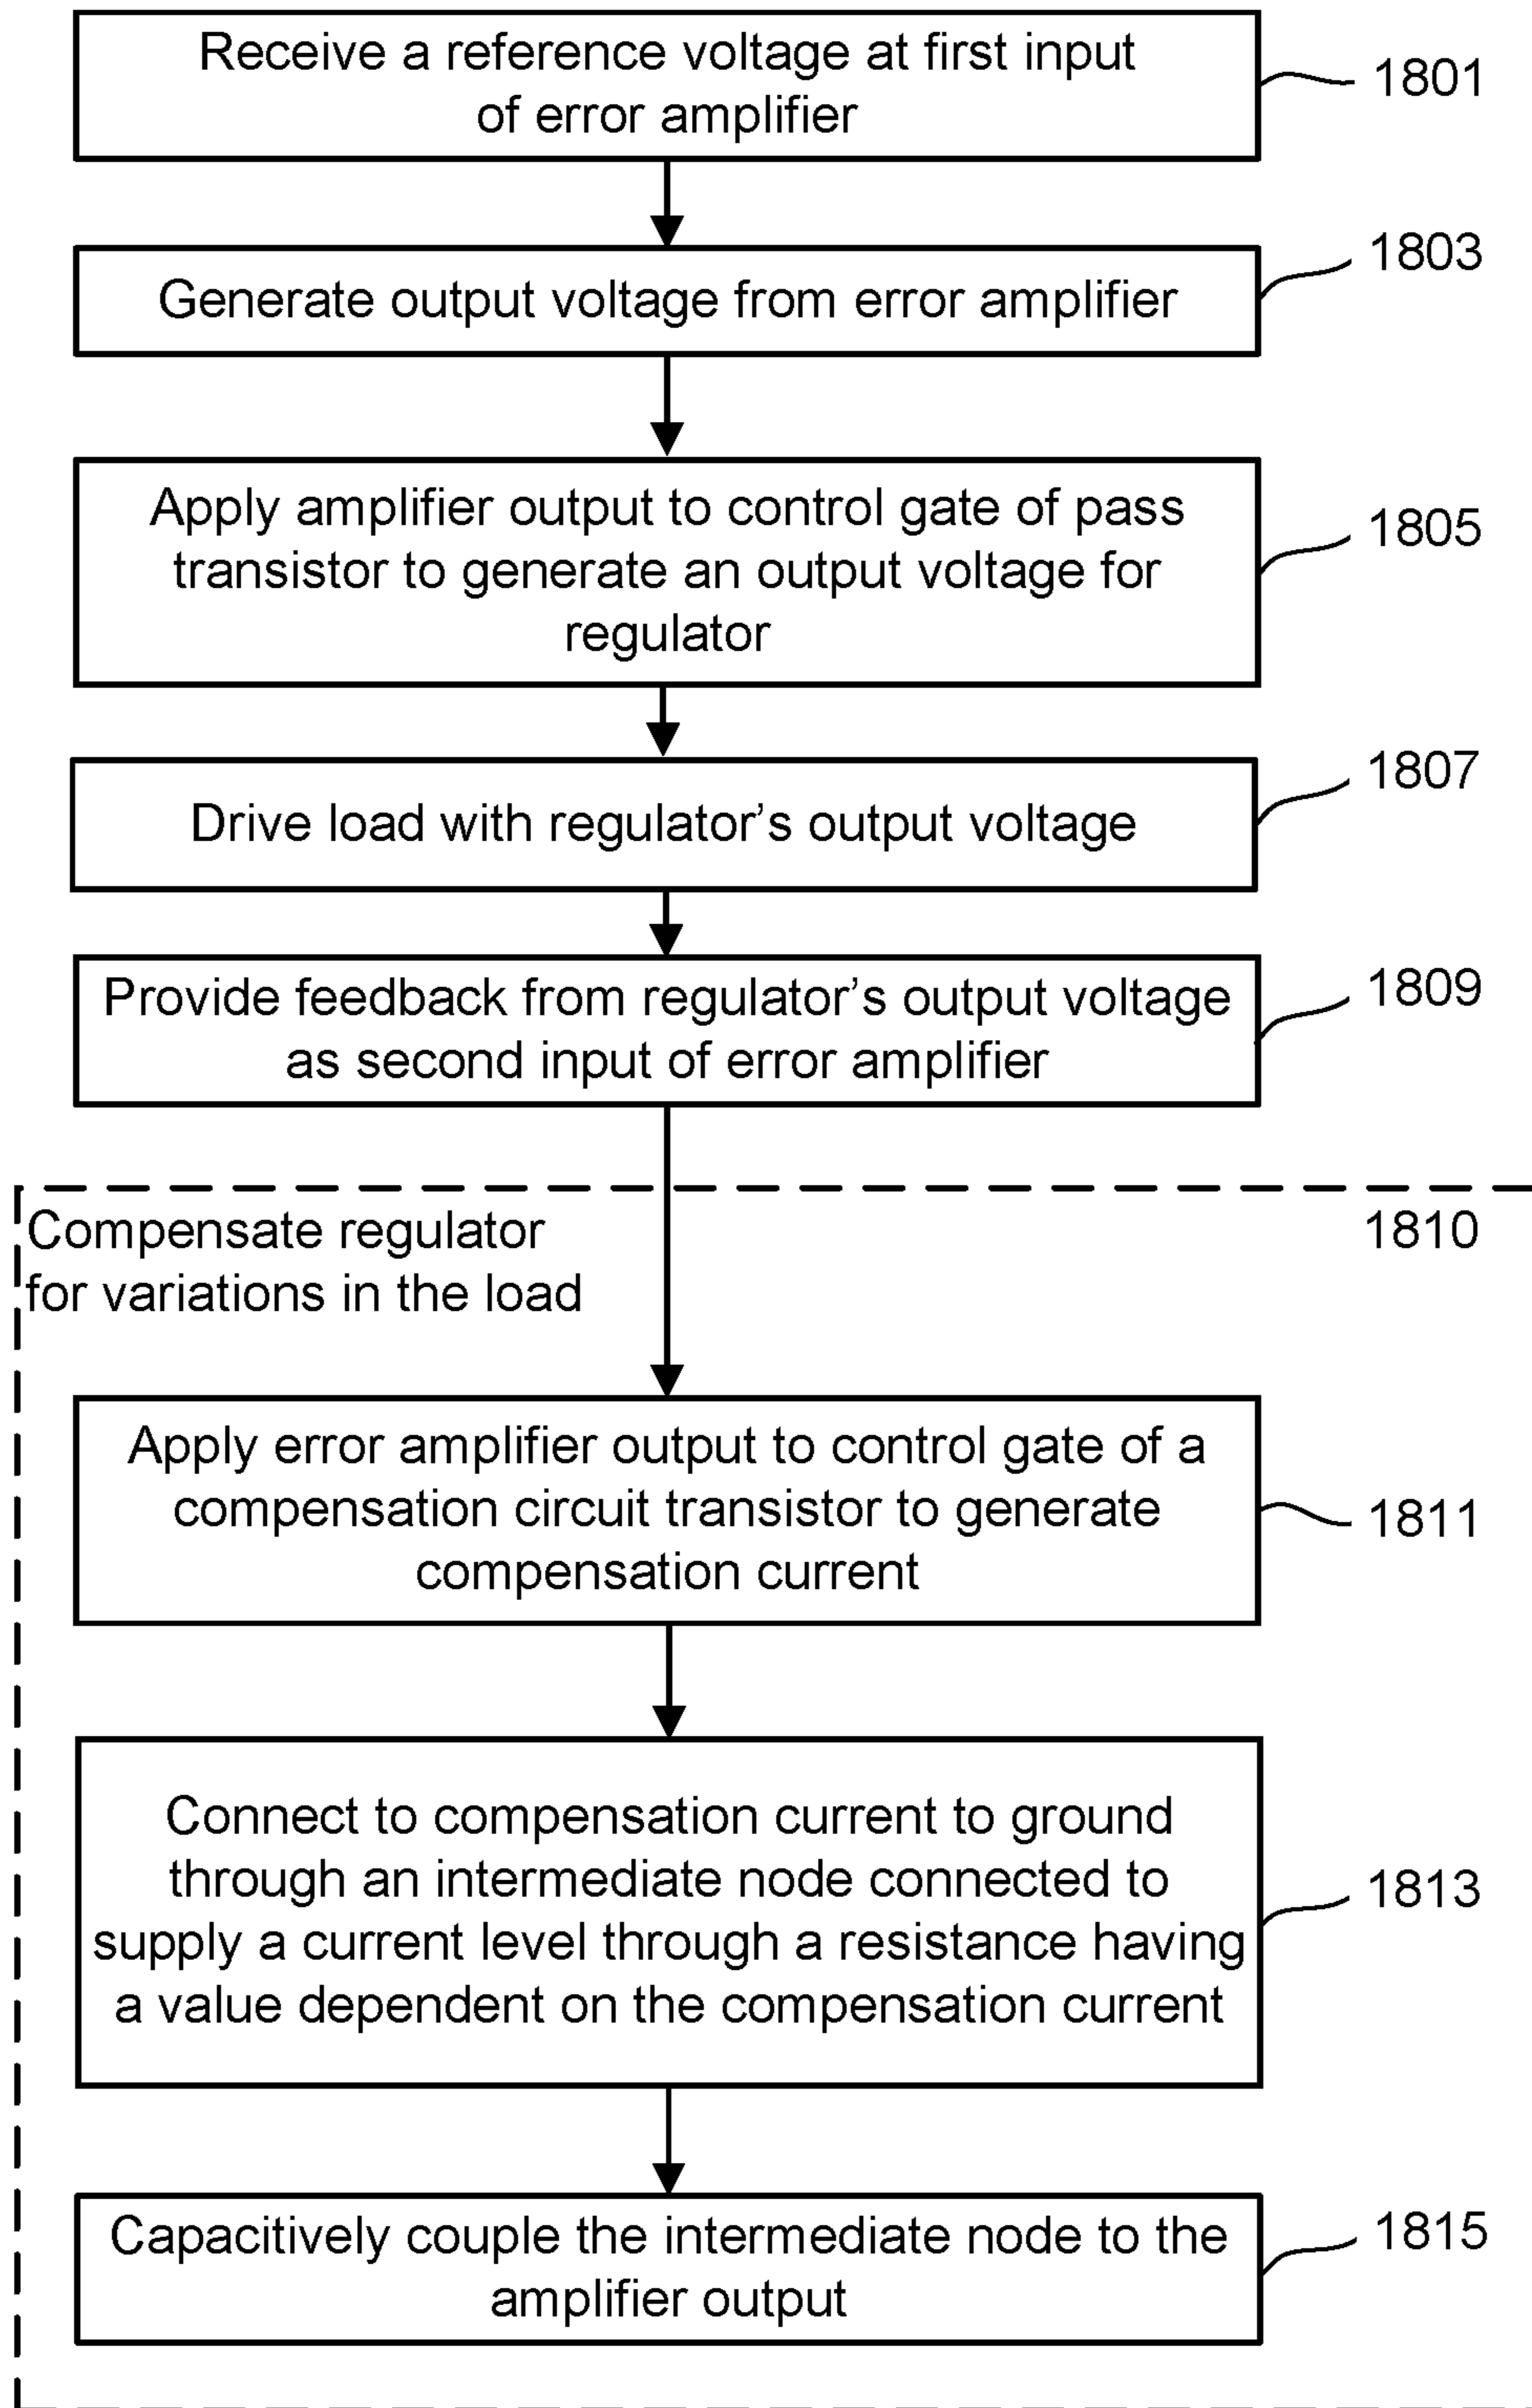 Receive a reference voltage at first input
of error amplifier
1801
1803
Generate output voltage from error amplifier
Apply amplifier output to control gate of pass
transistor to generate an output voltage for
regulator
1805
1807
Drive load with regulator’s output voltage
Provide feedback from regulator’s output voltage
as second input of error amplifier
1809
Compensate regulator
for variations in the load
1810
Apply error amplifier output to control gate of a
compensation circuit transistor to generate
compensation current
1811
Connect to compensation current to ground
through an intermediate node connected to
supply a current level through a resistance having
a value dependent on the compensation current
1813
Capacitively couple the intermediate node to the
amplifier output
1815